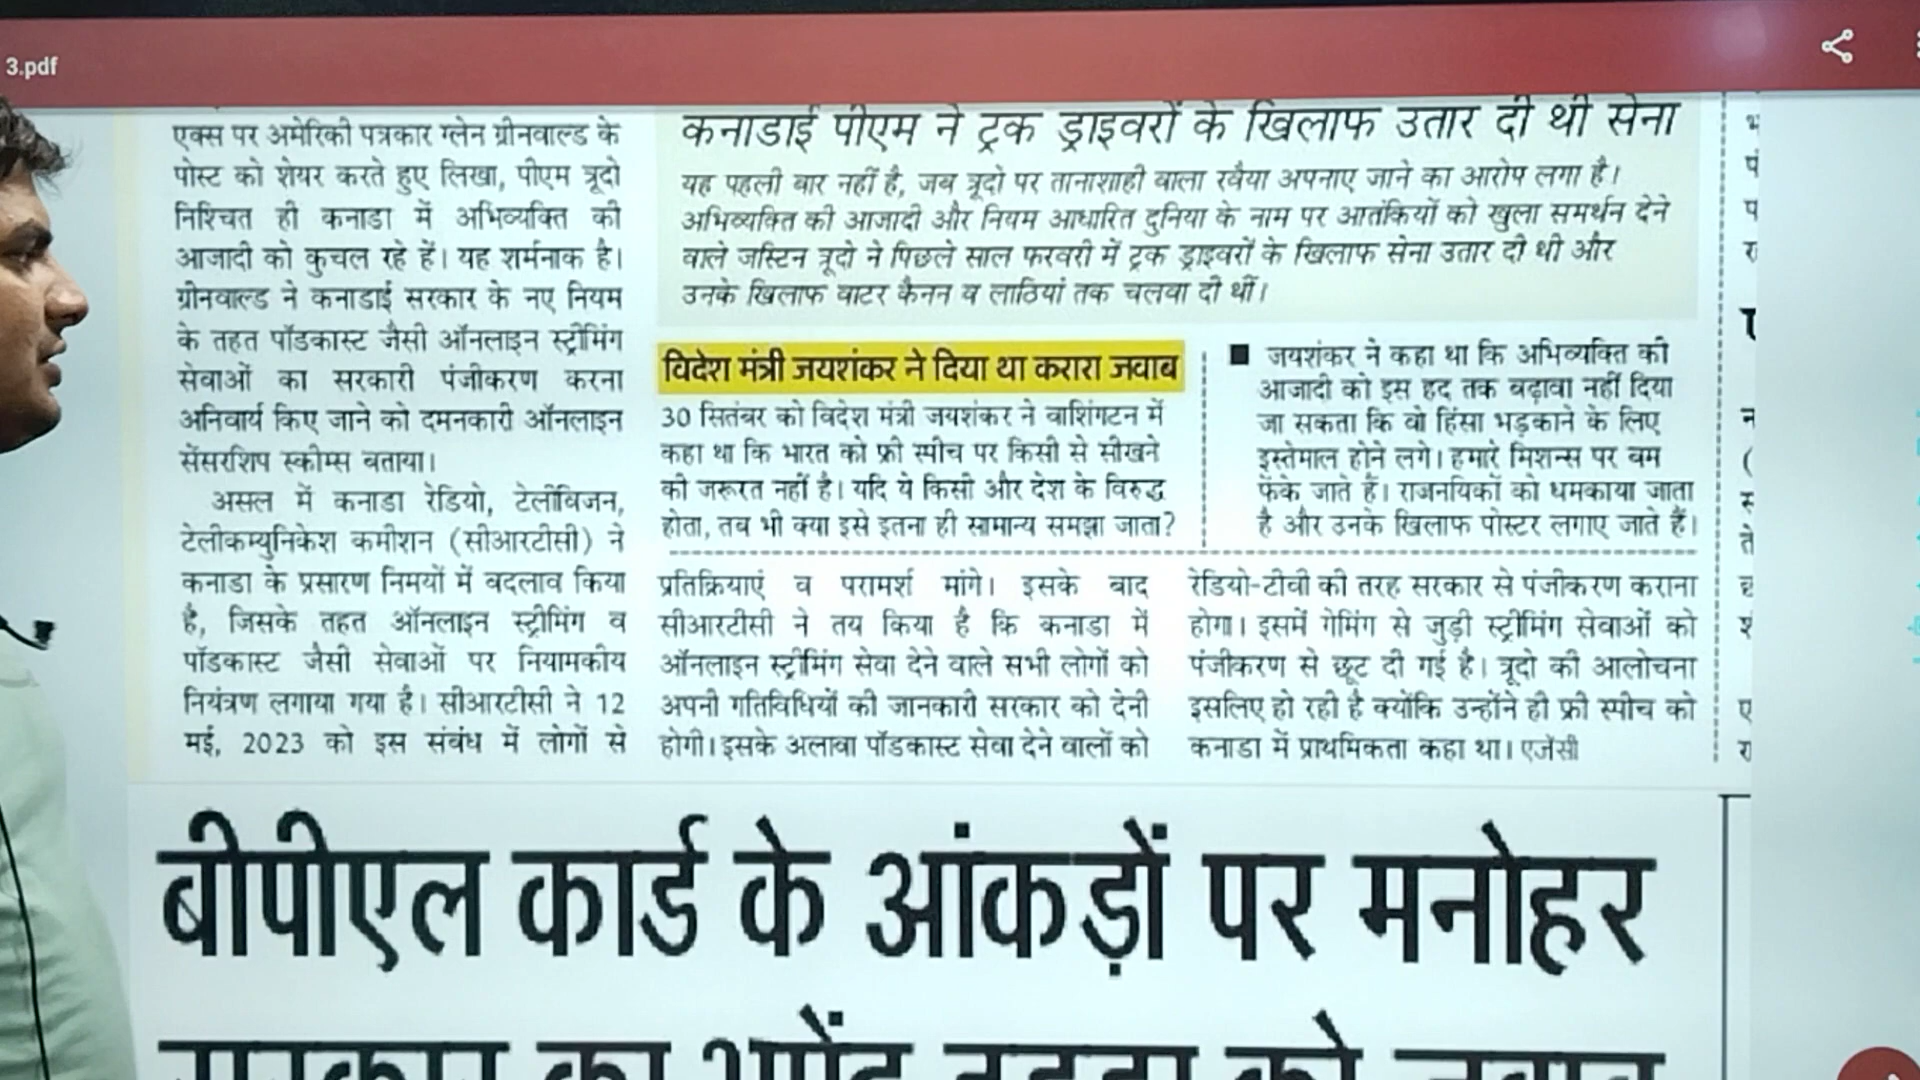 3.pdf
एक्स पर अमेरिकी पत्रकार ग्लेन ग्रीनवाल्ड के
पोस्ट को शेयर करते हुए लिखा, पीएम त्रूदो
निश्चित ही कनाडा में अभिव्यक्ति की
आजादी को कुचल रहे हैं। यह शर्मनाक है।
ग्रीनवाल्ड ने कनाडाई सरकार के नए नियम
के तहत पॉडकास्ट जैसी ऑनलाइन स्ट्रीमिंग
सेवाओं का सरकारी पंजीकरण करना
अनिवार्य किए जाने को दमनकारी ऑनलाइन
सेंसरशिप स्कीम्स बताया।
असल में कनाडा रेडियो, टेलीविजन,
टेलीकम्युनिकेशन कमीशन (सीआरटीसी) ने
कनाडा के प्रसारण निमयों में बदलाव किया
है, जिसके तहत ऑनलाइन स्ट्रीमिंग व
पॉडकास्ट जैसी सेवाओं पर नियामकीय
नियंत्रण लगाया गया है। सीआरटीसी ने 12
मई, 2023 को इस संबंध में लोगों से
कनाडाई पीएम ने ट्रक ड्राइवरों के खिलाफ उतार दी थी सेना
यह पहली बार नहीं है, जब त्रूदो पर तानाशाही वाला रवैया अपनाए जाने का आरोप लगा है।
अभिव्यक्ति की आजादी और नियम आधारित दुनिया के नाम पर आतंकियों को खुला समर्थन देने
वाले जस्टिन त्रूदो ने पिछले साल फरवरी में ट्रक ड्राइवरों के खिलाफ सेना उतार दी थी और
उनके खिलाफ वाटर कैनन व लाठियां तक चलवा दी थीं।
विदेश मंत्री जयशंकर ने दिया था करारा जवाब
30 सितंबर को विदेश मंत्री जयशंकर ने वाशिंगटन में
कहा था कि भारत को फ्री स्पीच पर किसी से सीखने
की जरूरत नहीं है। यदि ये किसी और देश के विरुद्ध
होता, तब भी क्या इसे इतना ही सामान्य समझा जाता?
■ जयशंकर ने कहा था कि अभिव्यक्ति की
आजादी को इस हद तक बढ़ावा नहीं दिया
जा सकता कि वो हिंसा भड़काने के लिए
इस्तेमाल होने लगे। हमारे मिशन्स पर बम
फेंके जाते हैं। राजनयिकों को धमकाया जाता
है और उनके खिलाफ पोस्टर लगाए जाते हैं।
प्रतिक्रियाएं व परामर्श मांगे। इसके बाद
सीआरटीसी ने तय किया है कि कनाडा में
ऑनलाइन स्ट्रीमिंग सेवा देने वाले सभी लोगों को
अपनी गतिविधियों की जानकारी सरकार को देनी
होगी। इसके अलावा पॉडकास्ट सेवा देने वालों को
रेडियो-टीवी की तरह सरकार से पंजीकरण कराना
होगा। इसमें गेमिंग से जुड़ी स्ट्रीमिंग सेवाओं को
पंजीकरण से छूट दी गई है। त्रूदो की आलोचना
इसलिए हो रही है क्योंकि उन्होंने ही फ्री स्पीच को
कनाडा में प्राथमिकता कहा था। एजेंसी
बीपीएल कार्ड के आंकड़ों पर मनोहर